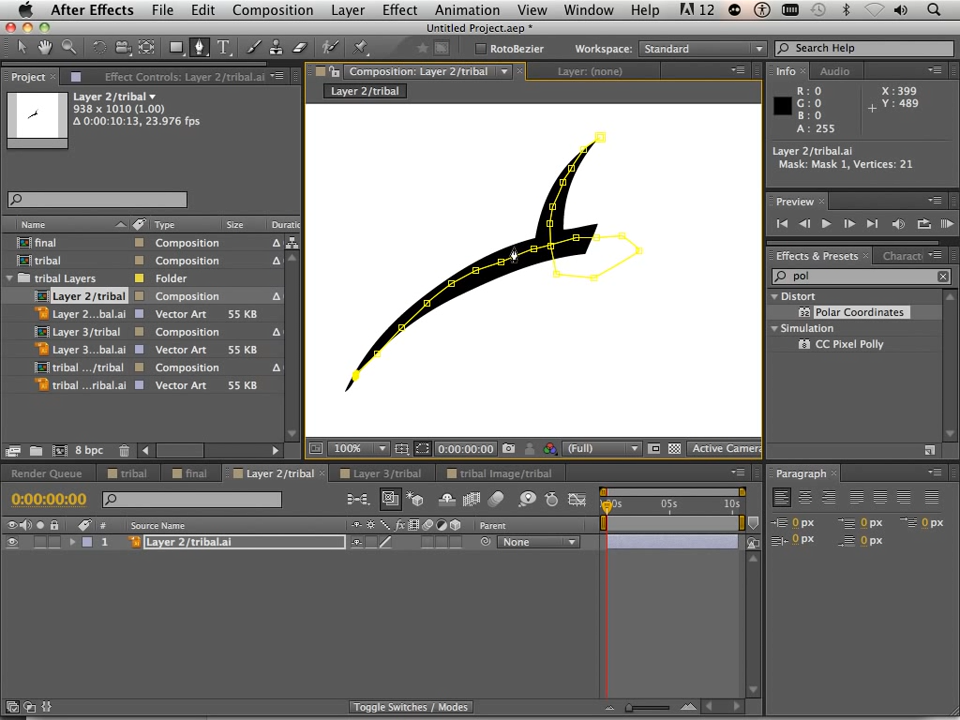 After Effects File Edit Composition Layer Effect Animation View Window Help 12
Untitled Project.aep *
RotoBezier Workspace: Standard Search Help
Project Effect Controls: Layer 2/tribal.ai
Composition: Layer 2/tribal Layer: (none)
Info Audio
Layer 2/tribal
938 x 1010 (1.00)
Δ 0:00:10:13, 23.976 fps
Layer 2/tribal
R : 0
G : 0
B : 0
A : 255
X : 399
Y : 489
Layer 2/tribal.ai
Mask: Mask 1, Vertices: 21
Preview
Name Type Size Duratio
final Composition Δ
tribal Composition Δ
tribal Layers Folder
Layer 2/tribal Composition Δ
Layer 2...bal.ai Vector Art 55 KB
Layer 3/tribal Composition Δ
Layer 3...bal.ai Vector Art 55 KB
tribal .../tribal Composition Δ
tribal ...ribal.ai Vector Art 55 KB
Effects & Presets Charact
pol
Distort
32 Polar Coordinates
Simulation
8 CC Pixel Polly
8 bpc
100% 0:00:00:00 (Full) Active Camera
Render Queue tribal final Layer 2/tribal Layer 3/tribal tribal Image/tribal
Paragraph
0:00:00:00
:00s 05s 10s
# Source Name Parent
1 Layer 2/tribal.ai None
0 px 0 px 0 px
0 px 0 px
Toggle Switches / Modes